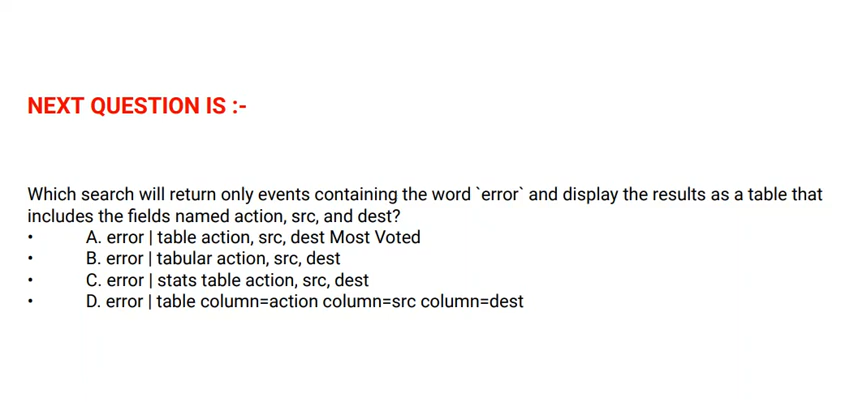 NEXT QUESTION IS :-
Which search will return only events containing the word `error` and display the results as a table that
includes the fields named action, src, and dest?
• A. error | table action, src, dest Most Voted
• B. error | tabular action, src, dest
• C. error | stats table action, src, dest
• D. error | table column=action column=src column=dest